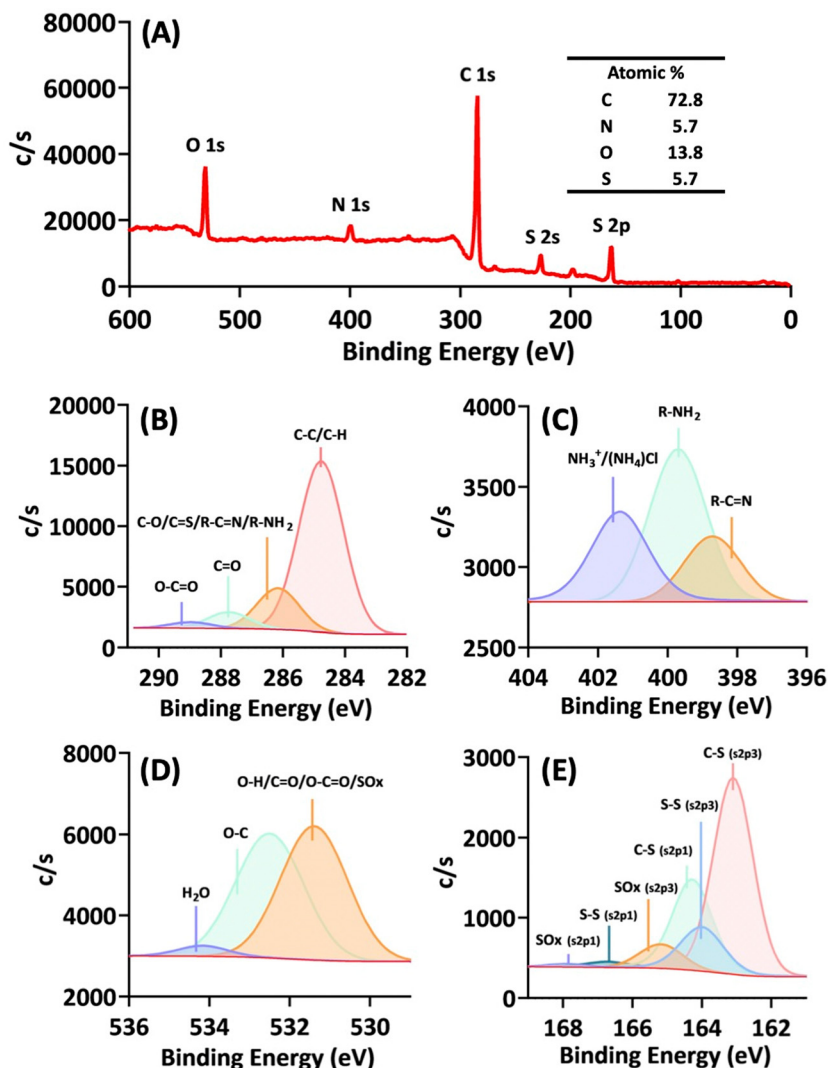 (A)
80000
60000
40000
20000
0
c/s
O 1s
N 1s
C 1s
S 2s
S 2p
Atomic %
C 72.8
N 5.7
O 13.8
S 5.7
600 500 400 300 200 100 0
Binding Energy (eV)
(B)
20000
15000
10000
5000
0
c/s
C-C/C-H
C-O/C=S/R-C=N/R-NH₂
C=O
O-C=O
290 288 286 284 282
Binding Energy (eV)
(C)
4000
3500
3000
2500
c/s
R-NH₂
NH₃⁺/(NH₄)Cl
R-C=N
404 402 400 398 396
Binding Energy (eV)
(D)
8000
6000
4000
2000
c/s
O-H/C=O/O-C=O/SOx
O-C
H₂O
536 534 532 530
Binding Energy (eV)
(E)
3000
2000
1000
0
c/s
C-S (s2p3)
S-S (s2p3)
C-S (s2p1)
SOx (s2p3)
S-S (s2p1)
SOx (s2p1)
168 166 164 162
Binding Energy (eV)